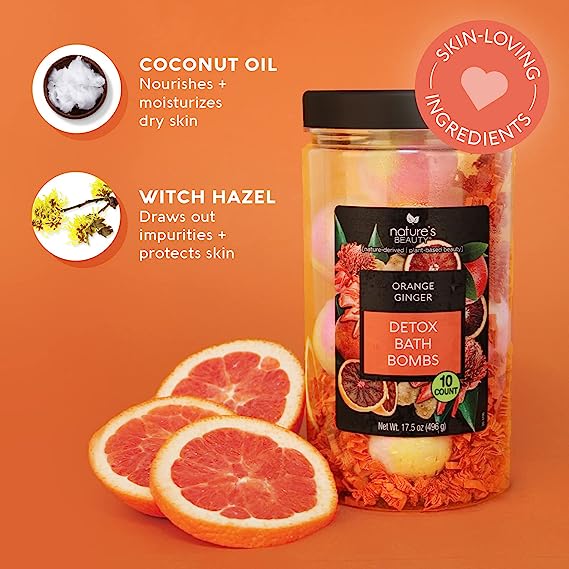 COCONUT OIL
Nourishes +
moisturizes
dry skin
WITCH HAZEL
Draws out
impurities +
protects skin
SKIN-LOVING
INGREDIENTS
nature's
BEAUTY
(nature-derived | plant-based beauty)
ORANGE
GINGER
DETOX
BATH
BOMBS
10
COUNT
Net Wt. 17.5 oz (496 g)